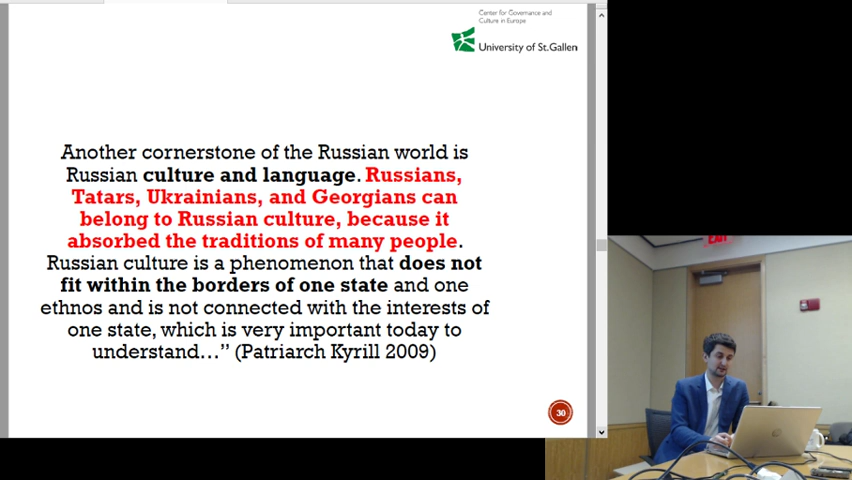 Center for Governance and
Culture in Europe
University of St.Gallen
Another cornerstone of the Russian world is
Russian culture and language. Russians,
Tatars, Ukrainians, and Georgians can
belong to Russian culture, because it
absorbed the traditions of many people.
Russian culture is a phenomenon that does not
fit within the borders of one state and one
ethnos and is not connected with the interests of
one state, which is very important today to
understand…” (Patriarch Kyrill 2009)
30
EXIT